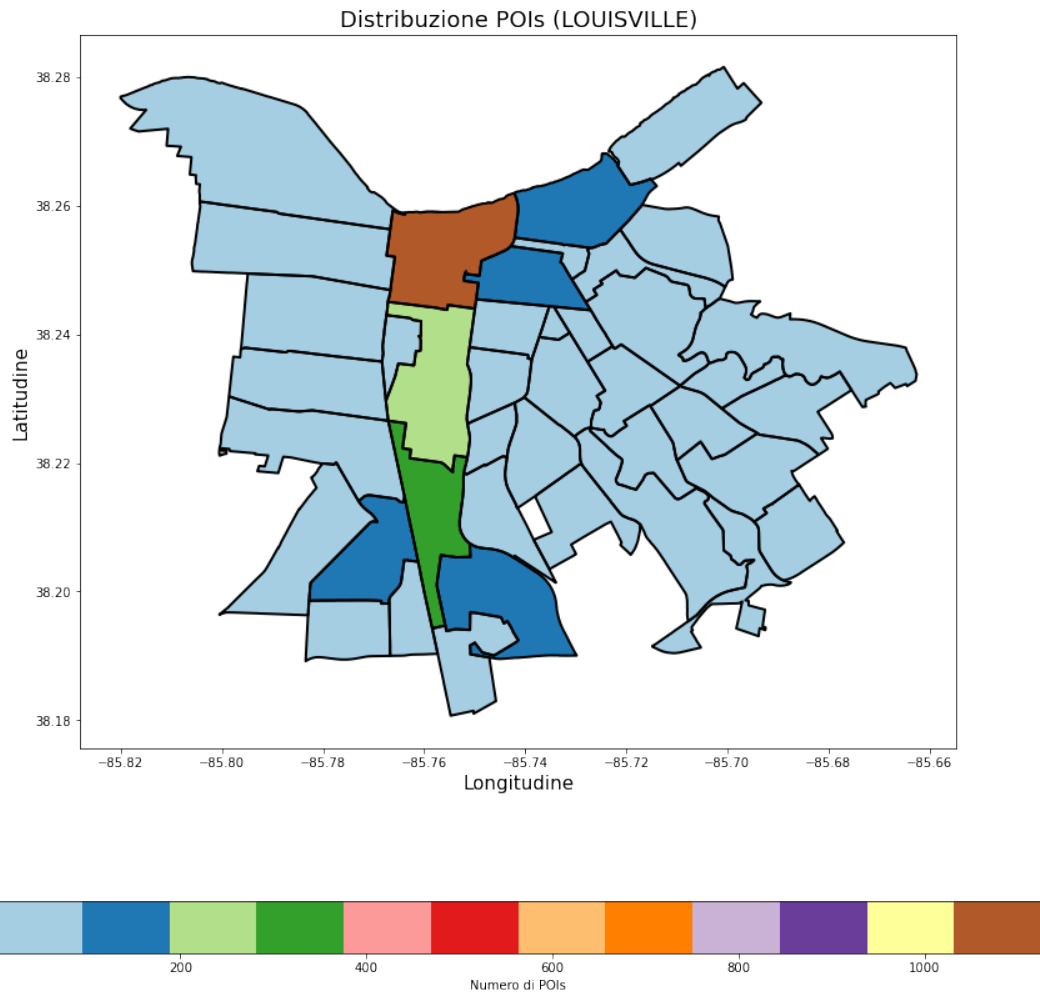 Distribuzione POIs (LOUISVILLE)
38.28
38.26
38.24
38.22
38.20
38.18
Latitudine
−85.82 −85.80 −85.78 −85.76 −85.74 −85.72 −85.70 −85.68 −85.66
Longitudine
200 400 600 800 1000
Numero di POIs